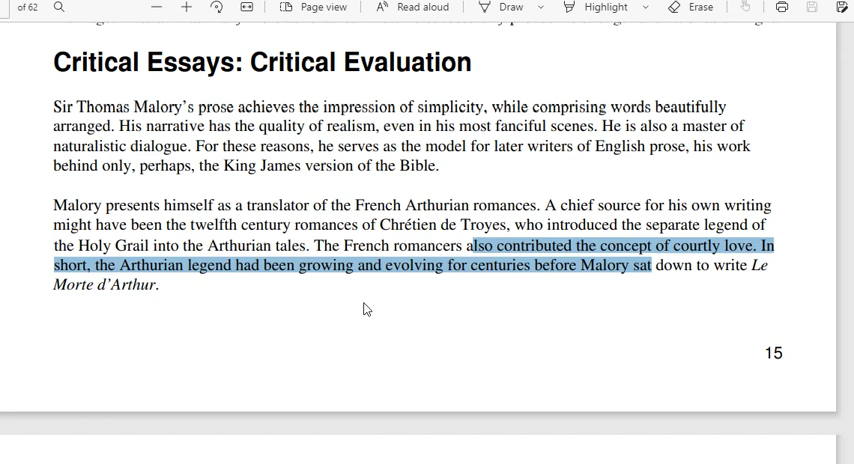 of 62 Page view Read aloud Draw Highlight Erase
Critical Essays: Critical Evaluation
Sir Thomas Malory's prose achieves the impression of simplicity, while comprising words beautifully
arranged. His narrative has the quality of realism, even in his most fanciful scenes. He is also a master of
naturalistic dialogue. For these reasons, he serves as the model for later writers of English prose, his work
behind only, perhaps, the King James version of the Bible.
Malory presents himself as a translator of the French Arthurian romances. A chief source for his own writing
might have been the twelfth century romances of Chrétien de Troyes, who introduced the separate legend of
the Holy Grail into the Arthurian tales. The French romancers also contributed the concept of courtly love. In
short, the Arthurian legend had been growing and evolving for centuries before Malory sat down to write Le
Morte d'Arthur.
15